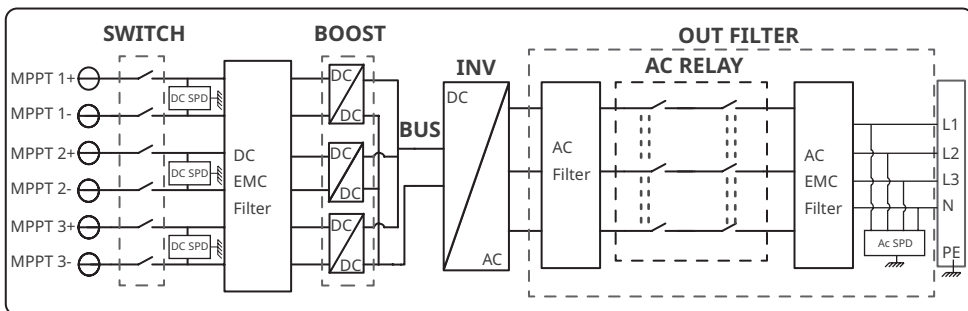 SWITCH
BOOST
OUT FILTER
INV
AC RELAY
MPPT 1+
MPPT 1-
MPPT 2+
MPPT 2-
MPPT 3+
MPPT 3-
DC SPD
DC SPD
DC SPD
DC
EMC
Filter
DC
DC
DC
DC
DC
DC
BUS
DC
AC
AC
Filter
AC
EMC
Filter
L1
L2
L3
N
Ac SPD
PE